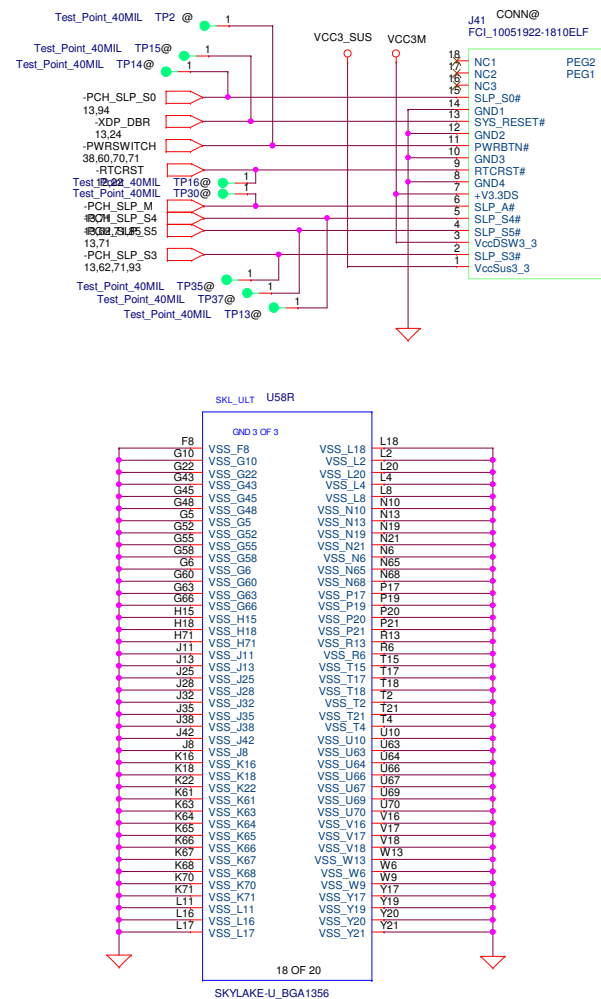 Test_Point_40MIL TP2 @
1
CONN@
J41
FCI_10051922-1810ELF
Test_Point_40MIL TP15@
1
Test_Point_40MIL TP14@
1
VCC3_SUS
VCC3M
18 NC1 PEG2
17 NC2 PEG1
16 NC3
-PCH_SLP_S0 15 SLP_S0#
13,94 14 GND1
-XDP_DBR 13 SYS_RESET#
13,24 12 GND2
-PWRSWITCH 11 PWRBTN#
38,60,70,71 10 GND3
-RTCRST 9 RTCRST#
Test_Point_40MIL TP16@ 1 8 GND4
Test_Point_40MIL TP30@ 1 7 +V3.3DS
-PCH_SLP_M 6 SLP_A#
-PCH_SLP_S4 5 SLP_S4#
-PCH_SLP_S5 4 SLP_S5#
13,71 3 VccDSW3_3
-PCH_SLP_S3 2 SLP_S3#
13,62,71,93 1 VccSus3_3
Test_Point_40MIL TP35@ 1
Test_Point_40MIL TP37@ 1
Test_Point_40MIL TP13@ 1
SKL_ULT U58R
GND 3 OF 3
F8 VSS_F8 VSS_L18 L18
G10 VSS_G10 VSS_L2 L2
G22 VSS_G22 VSS_L20 L20
G43 VSS_G43 VSS_L4 L4
G45 VSS_G45 VSS_L8 L8
G48 VSS_G48 VSS_N10 N10
G5 VSS_G5 VSS_N13 N13
G52 VSS_G52 VSS_N19 N19
G55 VSS_G55 VSS_N21 N21
G58 VSS_G58 VSS_N6 N6
G6 VSS_G6 VSS_N65 N65
G60 VSS_G60 VSS_N68 N68
G63 VSS_G63 VSS_P17 P17
G66 VSS_G66 VSS_P19 P19
H15 VSS_H15 VSS_P20 P20
H18 VSS_H18 VSS_P21 P21
H71 VSS_H71 VSS_R13 R13
J11 VSS_J11 VSS_R6 R6
J13 VSS_J13 VSS_T15 T15
J25 VSS_J25 VSS_T17 T17
J28 VSS_J28 VSS_T18 T18
J32 VSS_J32 VSS_T2 T2
J35 VSS_J35 VSS_T21 T21
J38 VSS_J38 VSS_T4 T4
J42 VSS_J42 VSS_U10 U10
J8 VSS_J8 VSS_U63 U63
K16 VSS_K16 VSS_U64 U64
K18 VSS_K18 VSS_U66 U66
K22 VSS_K22 VSS_U67 U67
K61 VSS_K61 VSS_U69 U69
K63 VSS_K63 VSS_U70 U70
K64 VSS_K64 VSS_V16 V16
K65 VSS_K65 VSS_V17 V17
K66 VSS_K66 VSS_V18 V18
K67 VSS_K67 VSS_W13 W13
K68 VSS_K68 VSS_W6 W6
K70 VSS_K70 VSS_W9 W9
K71 VSS_K71 VSS_Y17 Y17
L11 VSS_L11 VSS_Y19 Y19
L16 VSS_L16 VSS_Y20 Y20
L17 VSS_L17 VSS_Y21 Y21
18 OF 20
SKYLAKE-U_BGA1356